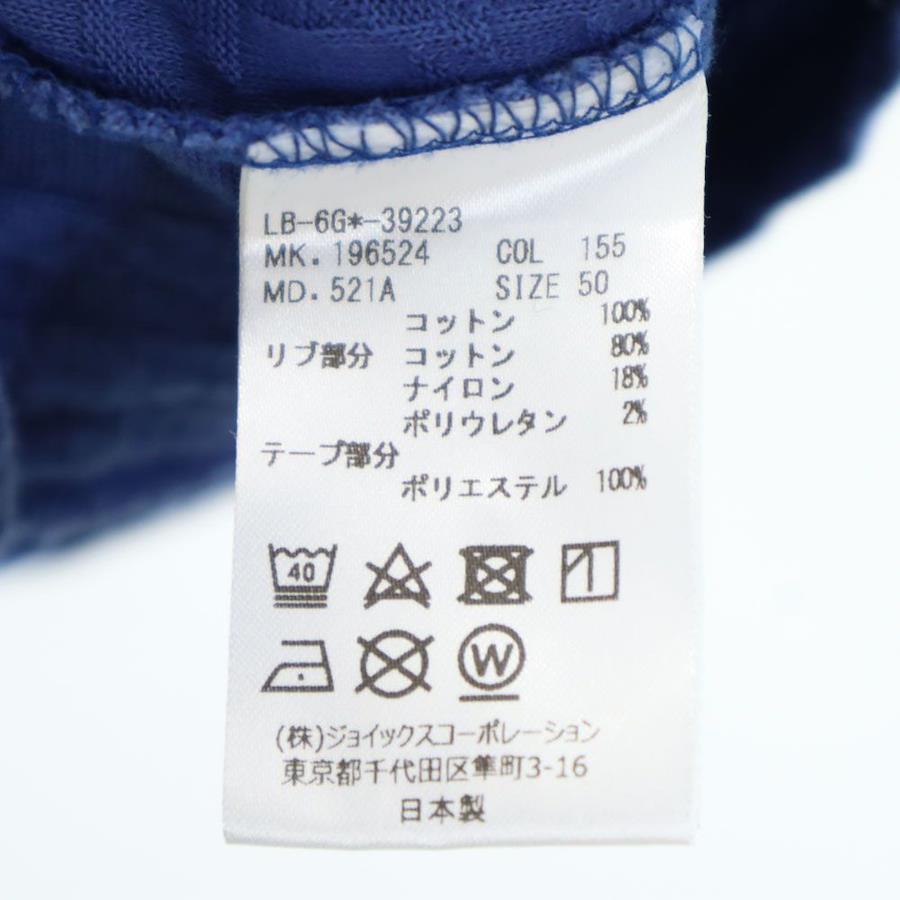 LB-6G*-39223
MK. 196524 COL 155
MD. 521A SIZE 50
コットン 100%
リブ部分 コットン 80%
ナイロン 18%
ポリウレタン 2%
テープ部分
ポリエステル 100%
40
W
(株)ジョイックスコーポレーション
東京都千代田区隼町3-16
日本製